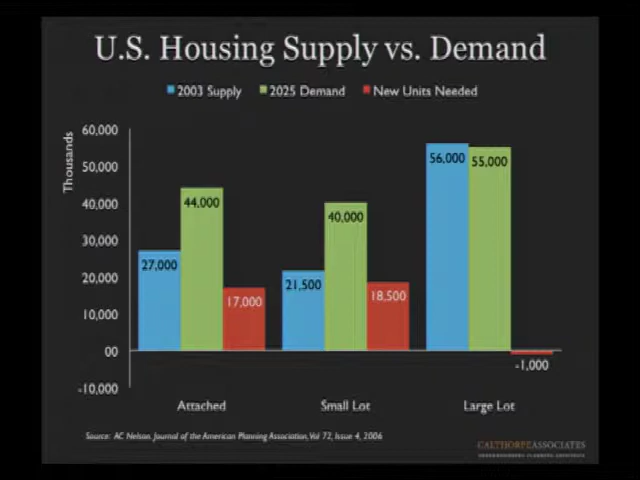 U.S. Housing Supply vs. Demand
2003 Supply 2025 Demand New Units Needed
Thousands
60,000
50,000
40,000
30,000
20,000
10,000
00
-10,000
27,000
44,000
17,000
21,500
40,000
18,500
56,000
55,000
-1,000
Attached Small Lot Large Lot
Source: AC Nelson. Journal of the American Planning Association, Vol 72, Issue 4, 2006
CALTHORPEASSOCIATES